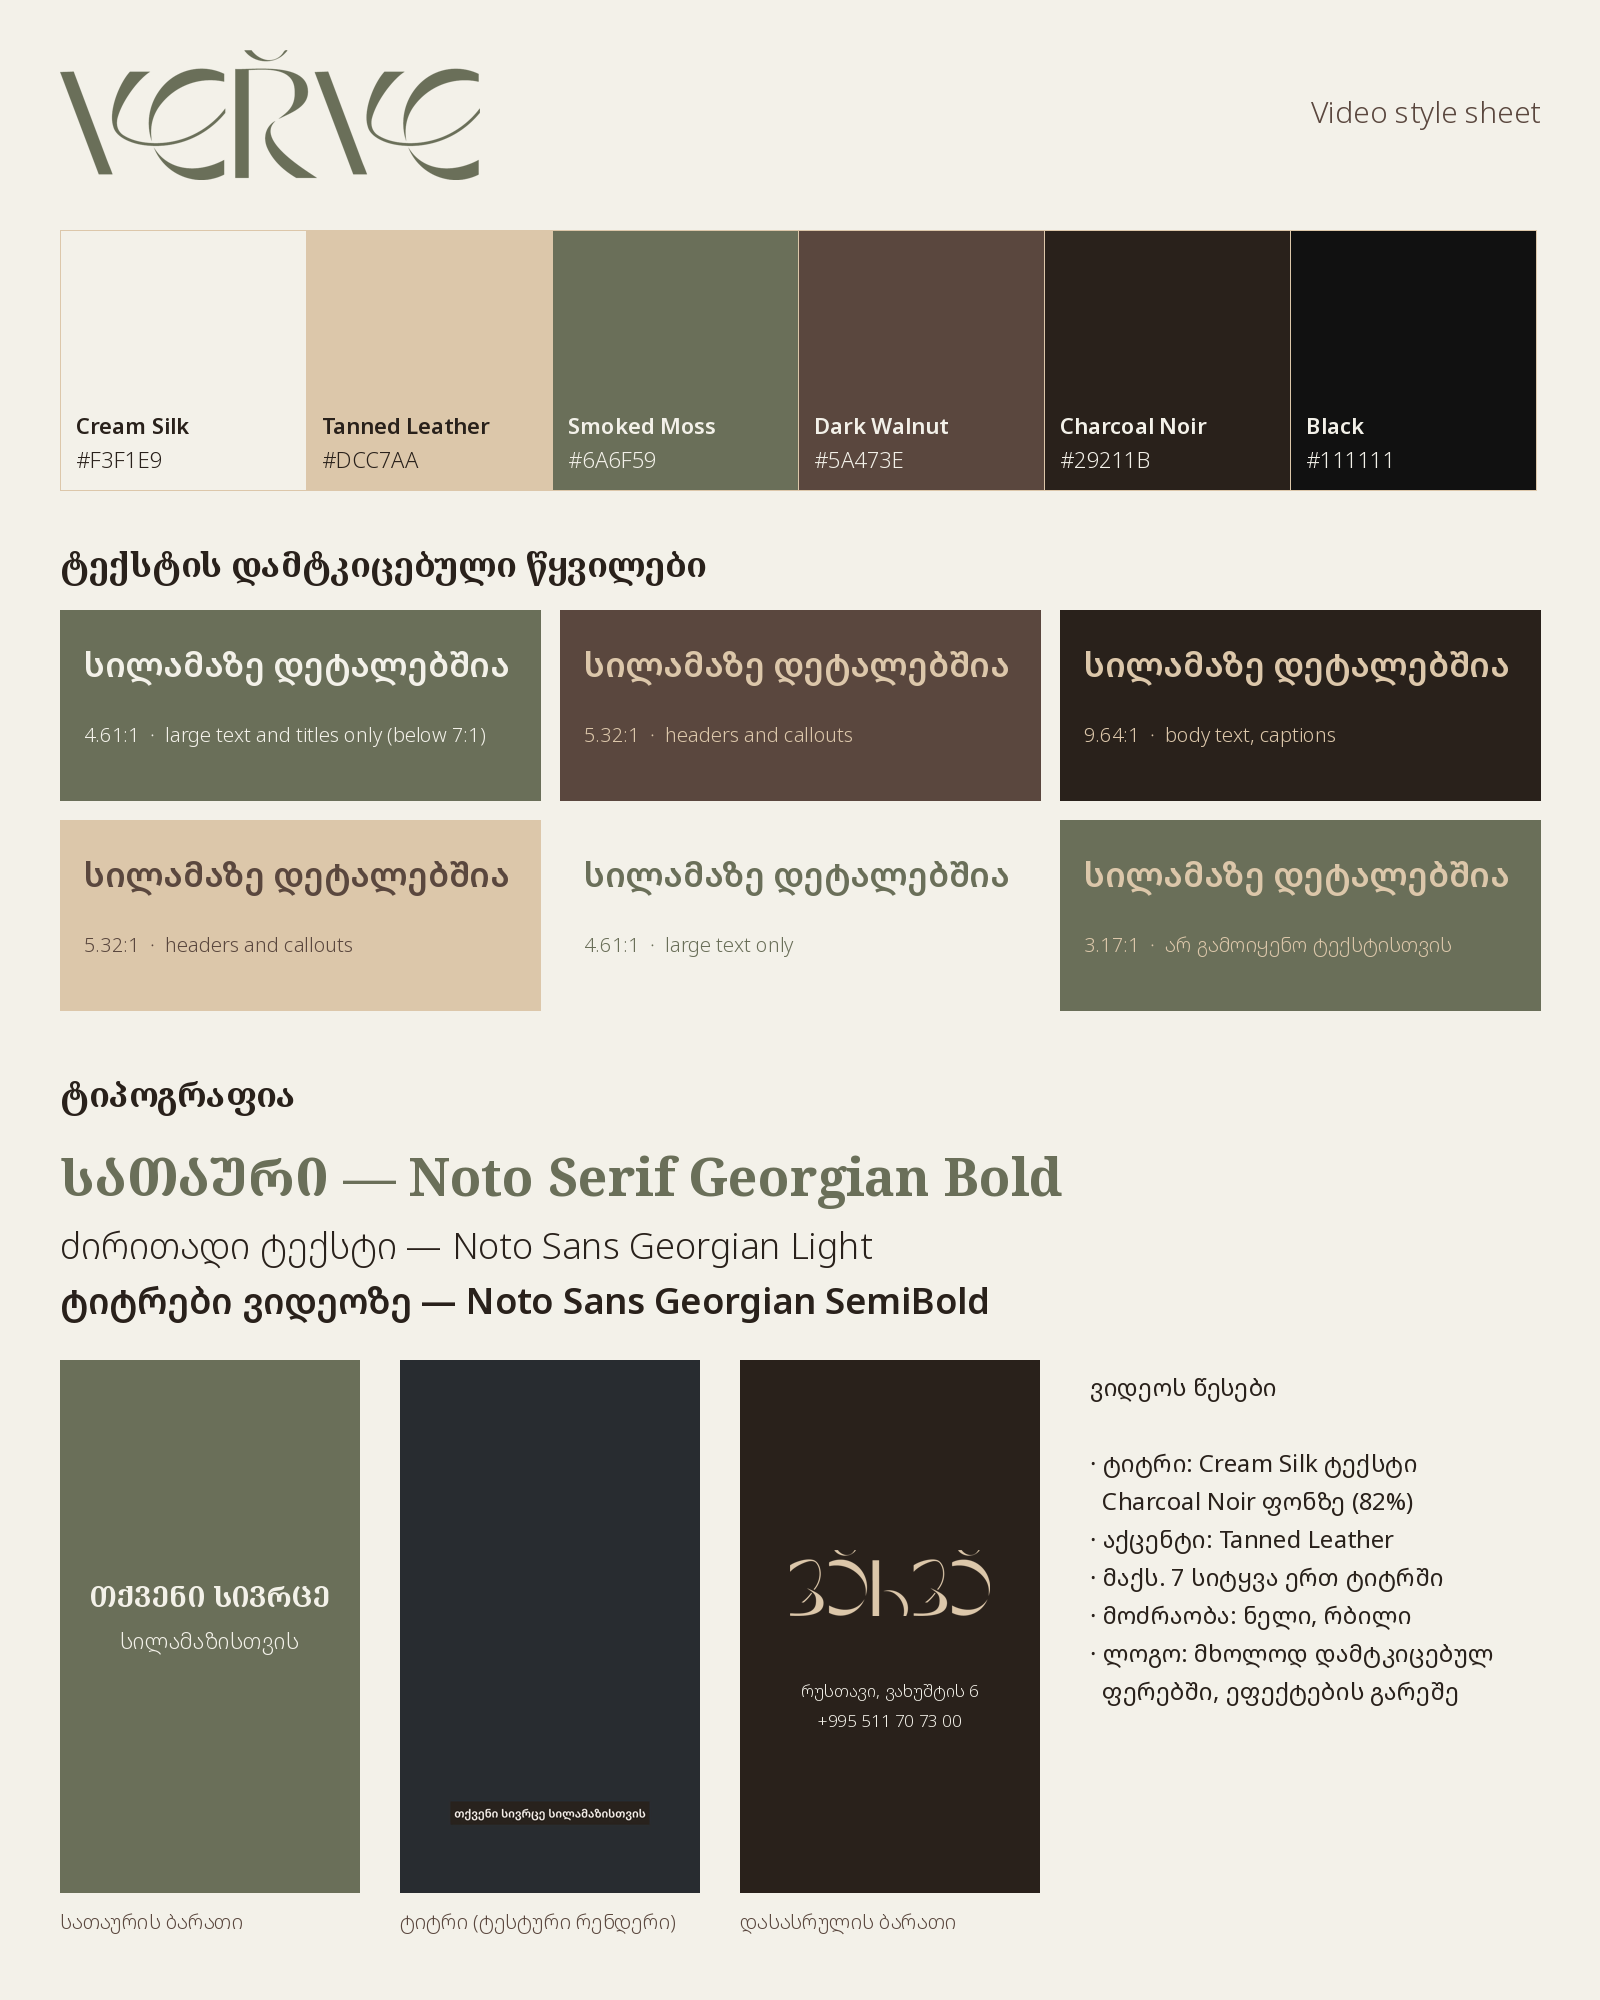 VERVE
Video style sheet
Cream Silk
#F3F1E9
Tanned Leather
#DCC7AA
Smoked Moss
#6A6F59
Dark Walnut
#5A473E
Charcoal Noir
#29211B
Black
#111111
ტექსტის დამტკიცებული წყვილები
სილამაზე დეტალებშია
4.61:1 · large text and titles only (below 7:1)
სილამაზე დეტალებშია
5.32:1 · headers and callouts
სილამაზე დეტალებშია
9.64:1 · body text, captions
სილამაზე დეტალებშია
5.32:1 · headers and callouts
სილამაზე დეტალებშია
4.61:1 · large text only
სილამაზე დეტალებშია
3.17:1 · არ გამოიყენო ტექსტისთვის
ტიპოგრაფია
ᲡᲐᲗᲐᲣᲠᲘ — Noto Serif Georgian Bold
ძირითადი ტექსტი — Noto Sans Georgian Light
ტიტრები ვიდეოზე — Noto Sans Georgian SemiBold
ᲗᲥᲕᲔᲜᲘ ᲡᲘᲕᲠᲪᲔ
სილამაზისთვის
თქვენი სივრცე სილამაზისთვის
ვერვე
რუსთავი, ვახუშტის 6
+995 511 70 73 00
ვიდეოს წესები
· ტიტრი: Cream Silk ტექსტი
Charcoal Noir ფონზე (82%)
· აქცენტი: Tanned Leather
· მაქს. 7 სიტყვა ერთ ტიტრში
· მოძრაობა: ნელი, რბილი
· ლოგო: მხოლოდ დამტკიცებულ
ფერებში, ეფექტების გარეშე
სათაურის ბარათი
ტიტრი (ტესტური რენდერი)
დასასრულის ბარათი